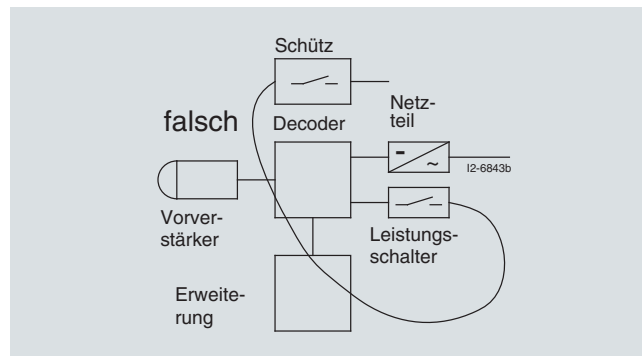 Schütz
Netz-
teil
falsch
Decoder
I2-6843b
Vorver-
stärker
Leistungs-
schalter
Erweite-
rung